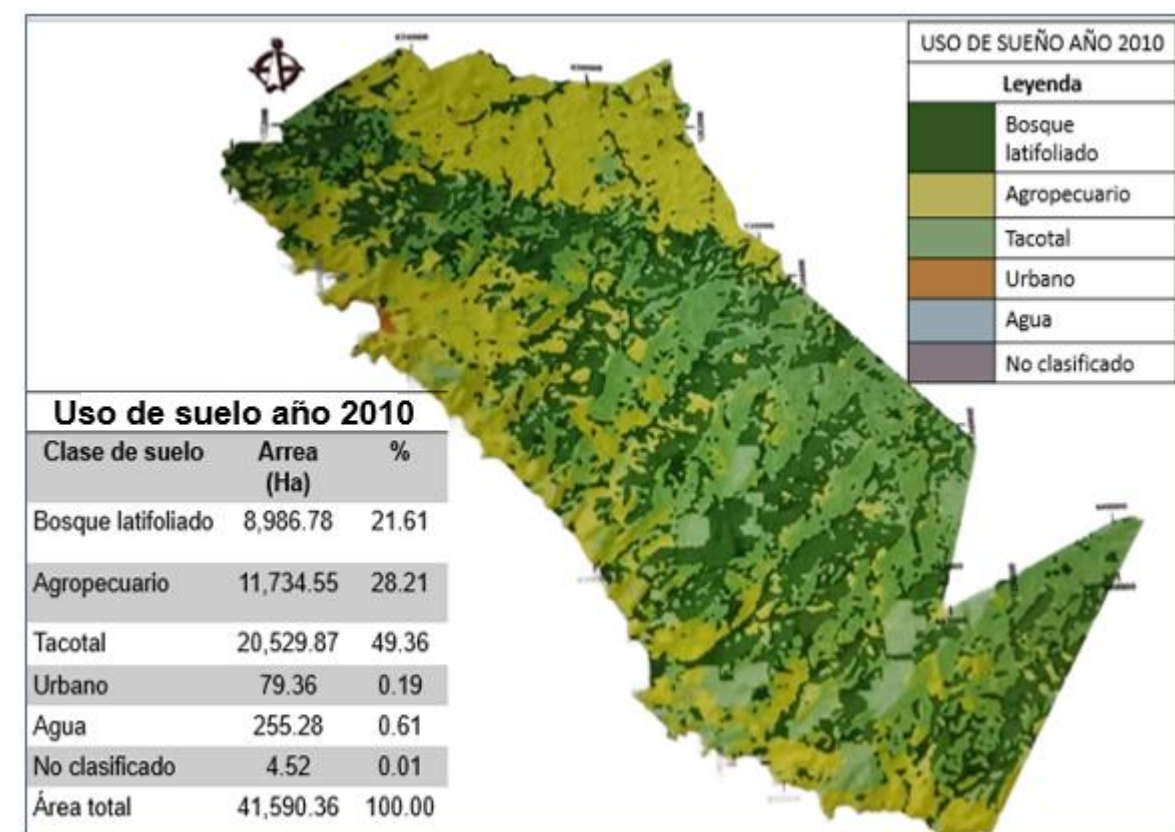 USO DE SUEÑO AÑO 2010
Leyenda
Bosque
latifoliado
Agropecuario
Tacotal
Urbano
Agua
No clasificado
Uso de suelo año 2010
Clase de suelo Arrea % 
(Ha)
Bosque latifoliado 8,986.78 21.61
Agropecuario 11,734.55 28.21
Tacotal 20,529.87 49.36
Urbano 79.36 0.19
Agua 255.28 0.61
No clasificado 4.52 0.01
Área total 41,590.36 100.00